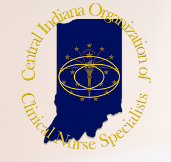 Central Indiana Organization of
Clinical Nurse Specialists